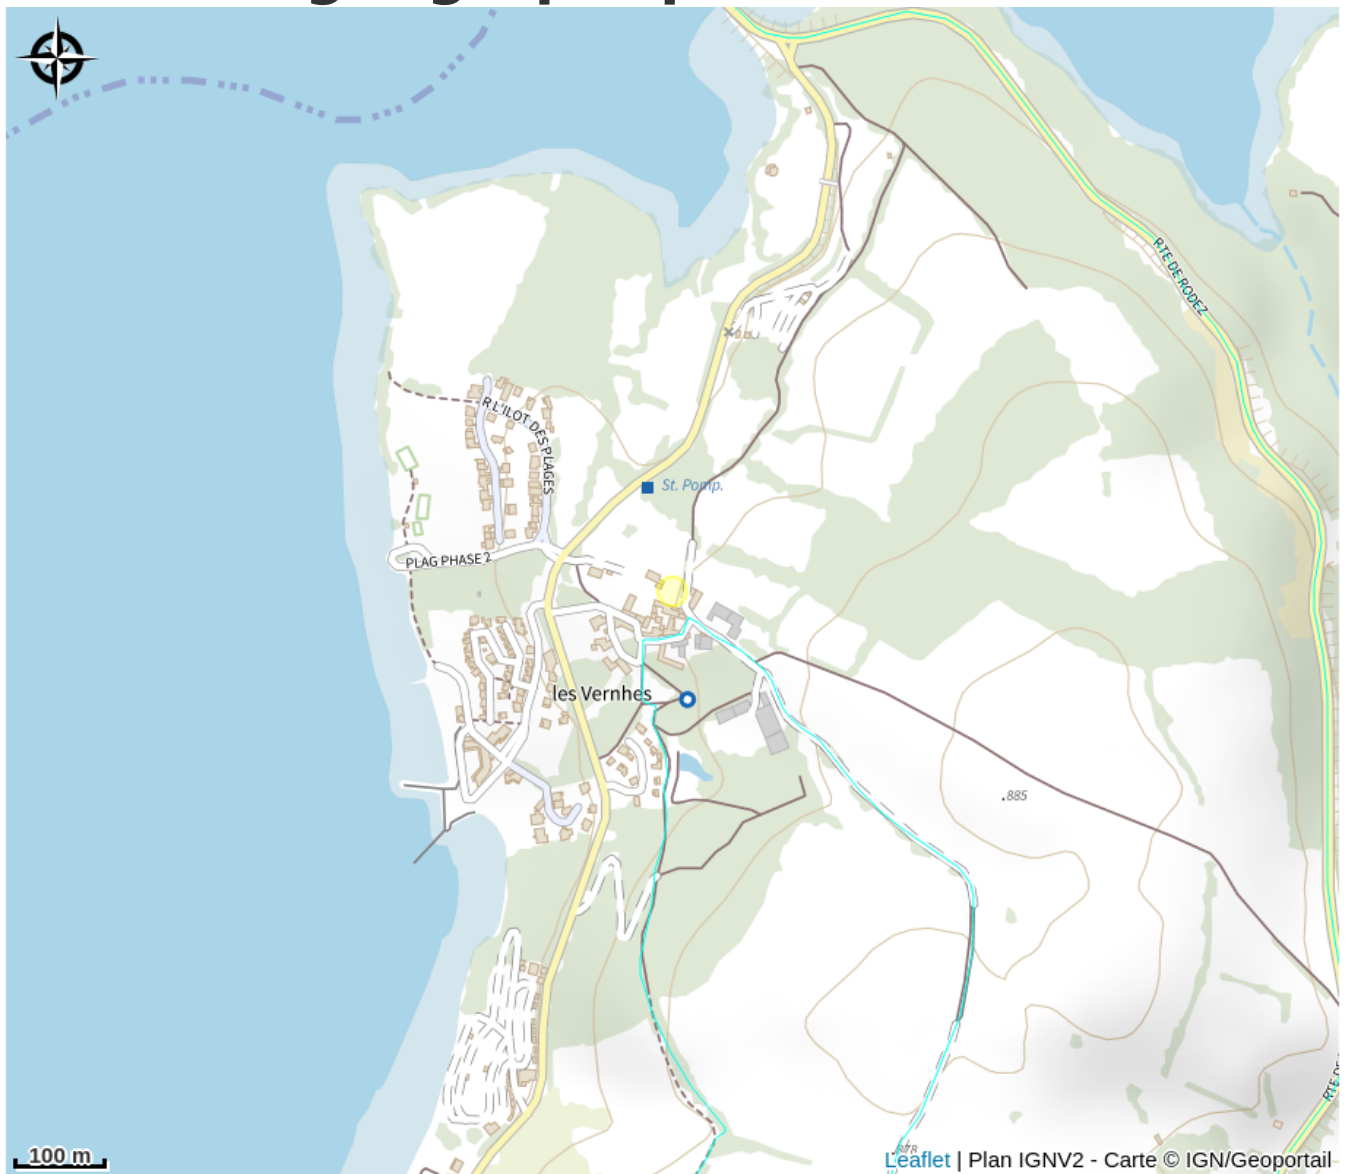 RTE DE RODEZ
R L'ILOT DES PLAGES
St. Pomp.
PLAG PHASE 2
les Vernhes
.885
878
100 m
Leaflet | Plan IGNV2 - Carte © IGN/Geoportail